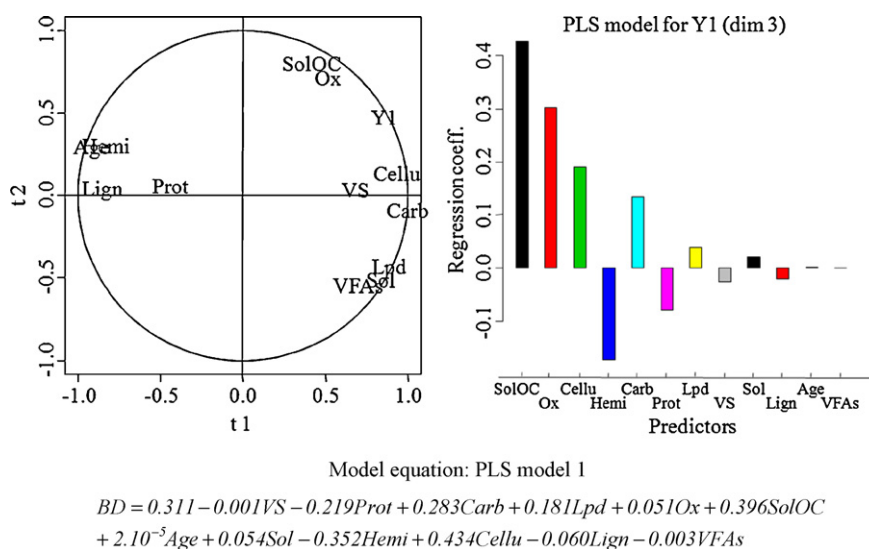 PLS model for Y1 (dim 3)
1.0
0.5
0.0
-0.5
-1.0
t 2
SolOC
Ox
Y1
Age
Hemi
Cellu
Lign
Prot
VS
Carb
Lpd
Sol
VFAs
-1.0 -0.5 0.0 0.5 1.0
t 1
0.4
0.3
0.2
0.1
0.0
-0.1
Regression coeff.
SolOC Cellu Carb Lpd Sol Age
Ox Hemi Prot VS Lign VFAs
Predictors
Model equation: PLS model 1
BD = 0.311 − 0.001VS − 0.219Prot + 0.283Carb + 0.181Lpd + 0.051Ox + 0.396SolOC
+ 2.10⁻⁵Age + 0.054Sol − 0.352Hemi + 0.434Cellu − 0.060Lign − 0.003VFAs